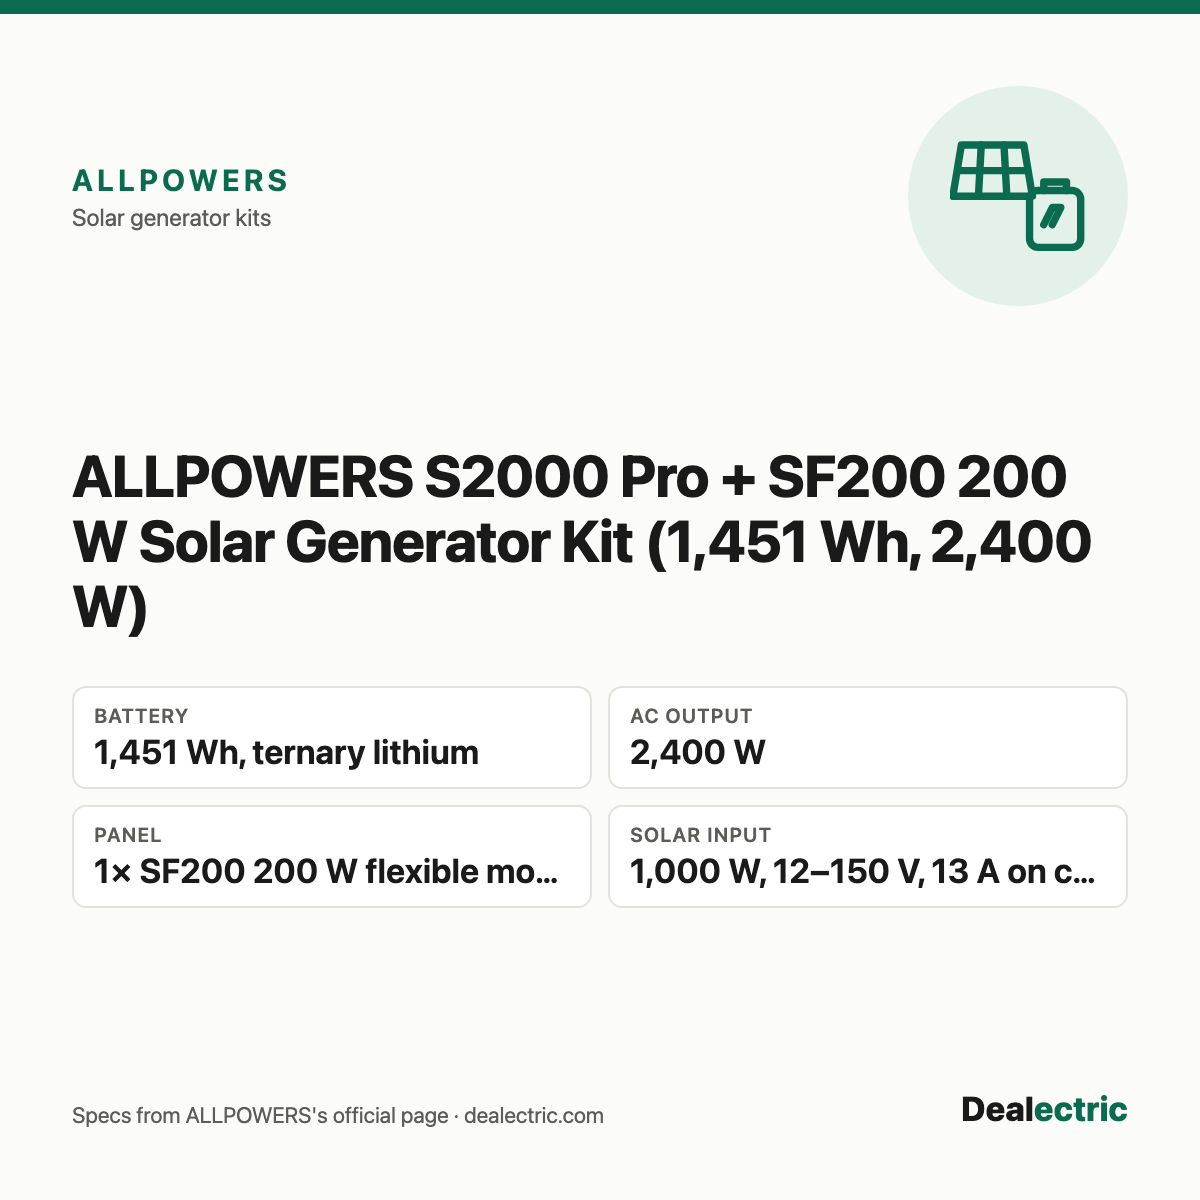 ALLPOWERS
Solar generator kits
ALLPOWERS S2000 Pro + SF200 200
W Solar Generator Kit (1,451 Wh, 2,400
W)
BATTERY
1,451 Wh, ternary lithium
AC OUTPUT
2,400 W
PANEL
1× SF200 200 W flexible mo...
SOLAR INPUT
1,000 W, 12–150 V, 13 A on c...
Specs from ALLPOWERS's official page · dealectric.com
Dealectric